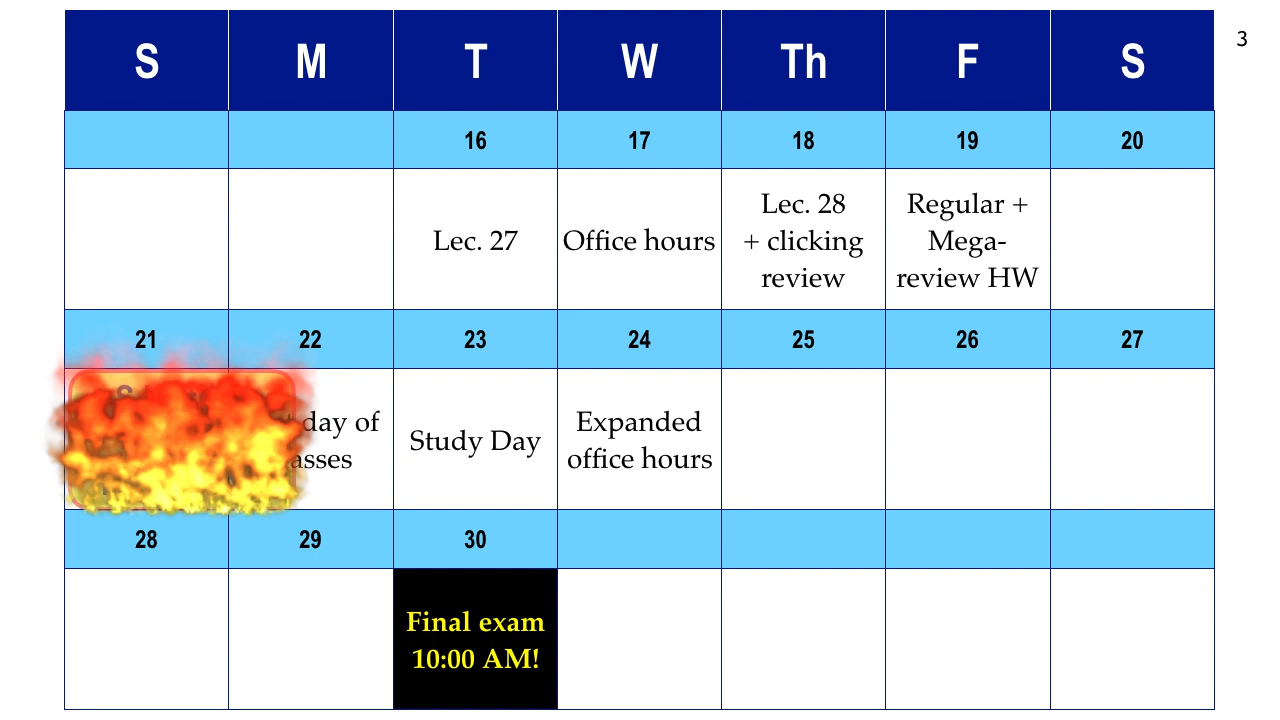 3
S M T W Th F S
16 17 18 19 20
Lec. 27
Office hours
Lec. 28
+ clicking
review
Regular +
Mega-
review HW
21 22 23 24 25 26 27
day of
Study Day
Expanded
office hours
28 29 30
Final exam
10:00 AM!